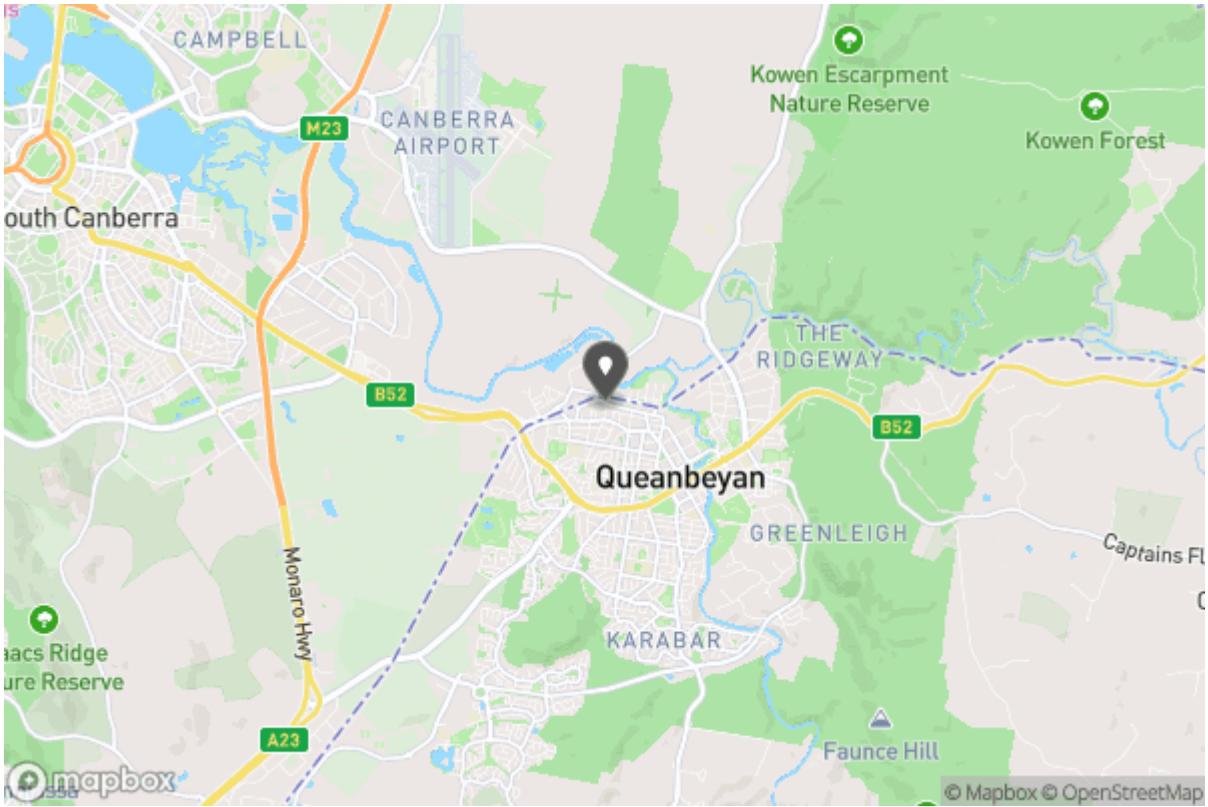 CAMPBELL
M23
CANBERRA
AIRPORT
Kowen Escarpment
Nature Reserve
Kowen Forest
outh Canberra
THE
RIDGEWAY
B52
B52
Queanbeyan
GREENLEIGH
Captains Fl
Monaro Hwy
KARABAR
aacs Ridge
ure Reserve
A23
Faunce Hill
mapbox
© Mapbox © OpenStreetMap